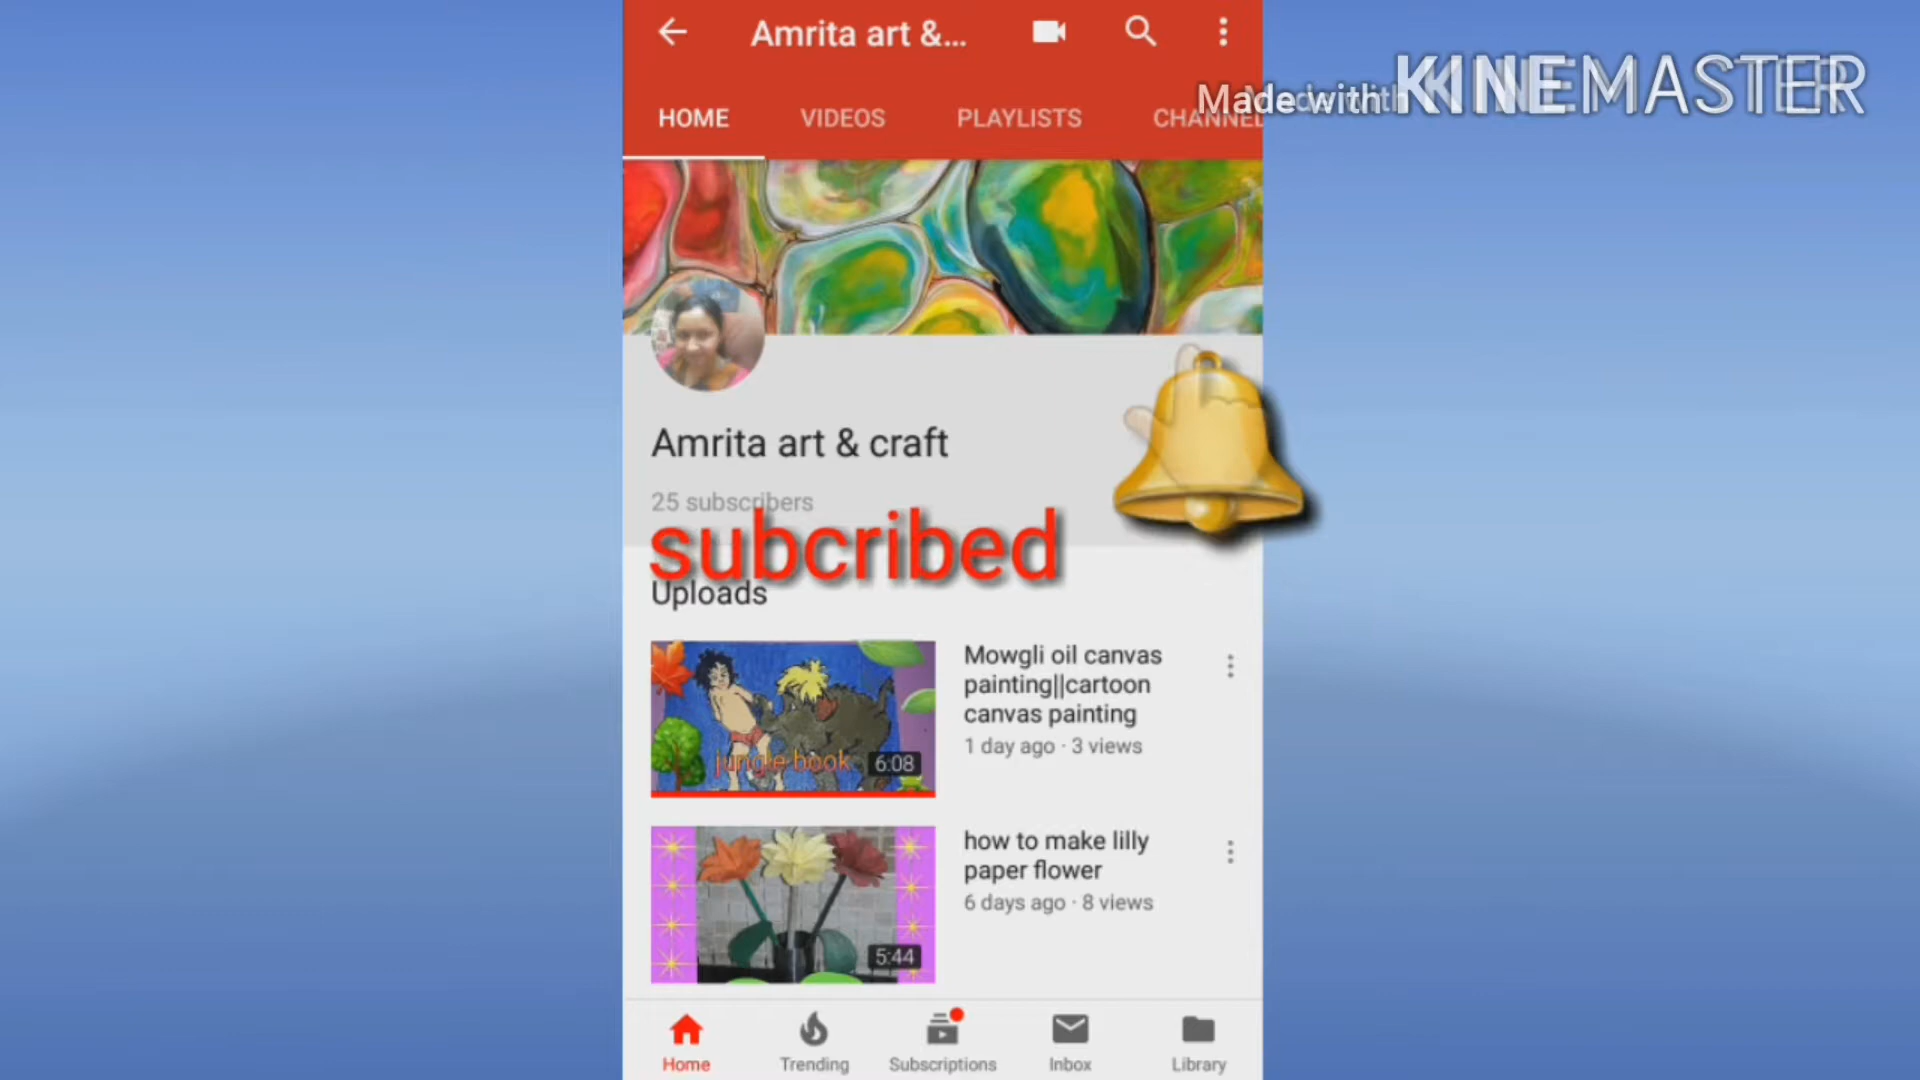 Amrita art &...
Made with KINEMASTER
HOME VIDEOS PLAYLISTS CHANNEL
Amrita art & craft
25 subscribers
subcribed
Uploads
Mowgli oil canvas
painting||cartoon
canvas painting
1 day ago · 3 views
jungle book
6:08
how to make lilly
paper flower
6 days ago · 8 views
5:44
Home Trending Subscriptions Inbox Library